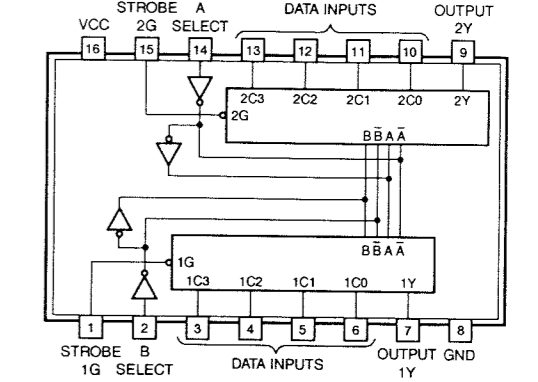 STROBE A DATA INPUTS OUTPUT
VCC 2G SELECT 2Y
16 15 14 13 12 11 10 9
2C3 2C2 2C1 2C0 2Y
2G
B B̅ A A̅
B B̅ A A̅
1G
1C3 1C2 1C1 1C0 1Y
1 2 3 4 5 6 7 8
STROBE B DATA INPUTS OUTPUT GND
1G SELECT 1Y